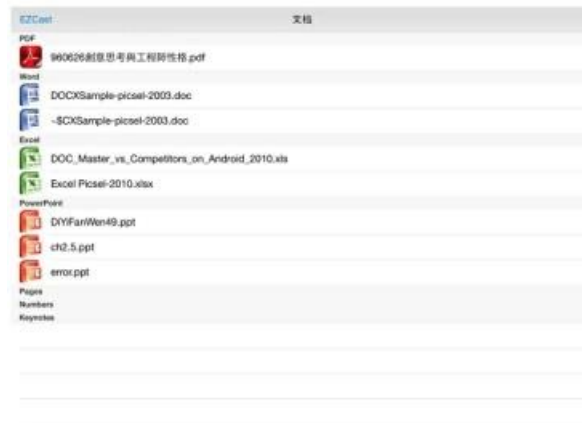 EZCast
文档
PDF
960626創意思考與工程師性格.pdf
Word
DOCXSample-picsel-2003.doc
~$CXSample-picsel-2003.doc
Excel
DOC_Master_vs_Competitors_on_Android_2010.xls
Excel Picsel-2010.xlsx
PowerPoint
DIYiFanWen49.ppt
ch2.5.ppt
error.ppt
Pages
Numbers
Keynotes